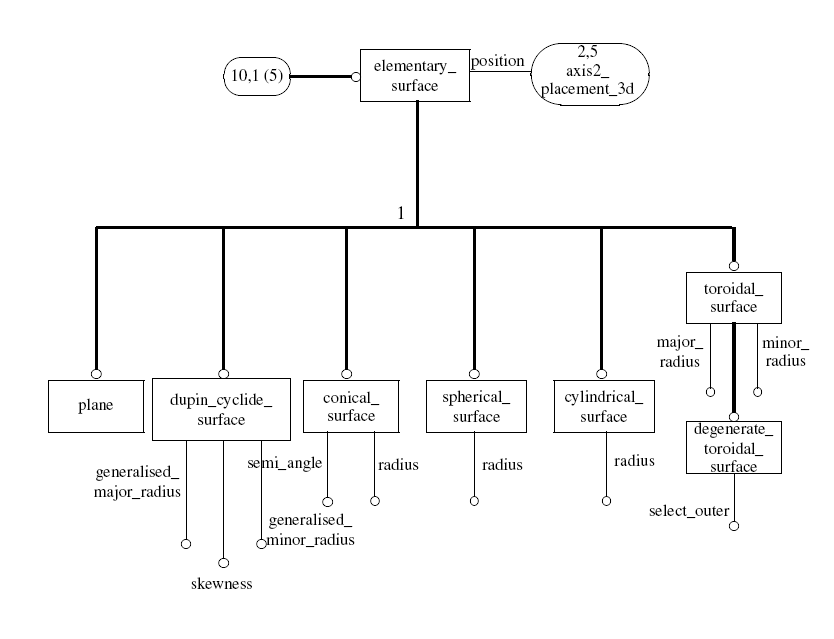 10,1 (5)
elementary_
surface
position
2,5
axis2_
placement_3d
1
toroidal_
surface
major_
radius
minor_
radius
plane
dupin_cyclide_
surface
conical_
surface
spherical_
surface
cylindrical_
surface
degenerate_
toroidal_
surface
generalised_
major_radius
semi_angle
radius
radius
radius
select_outer
generalised_
minor_radius
skewness